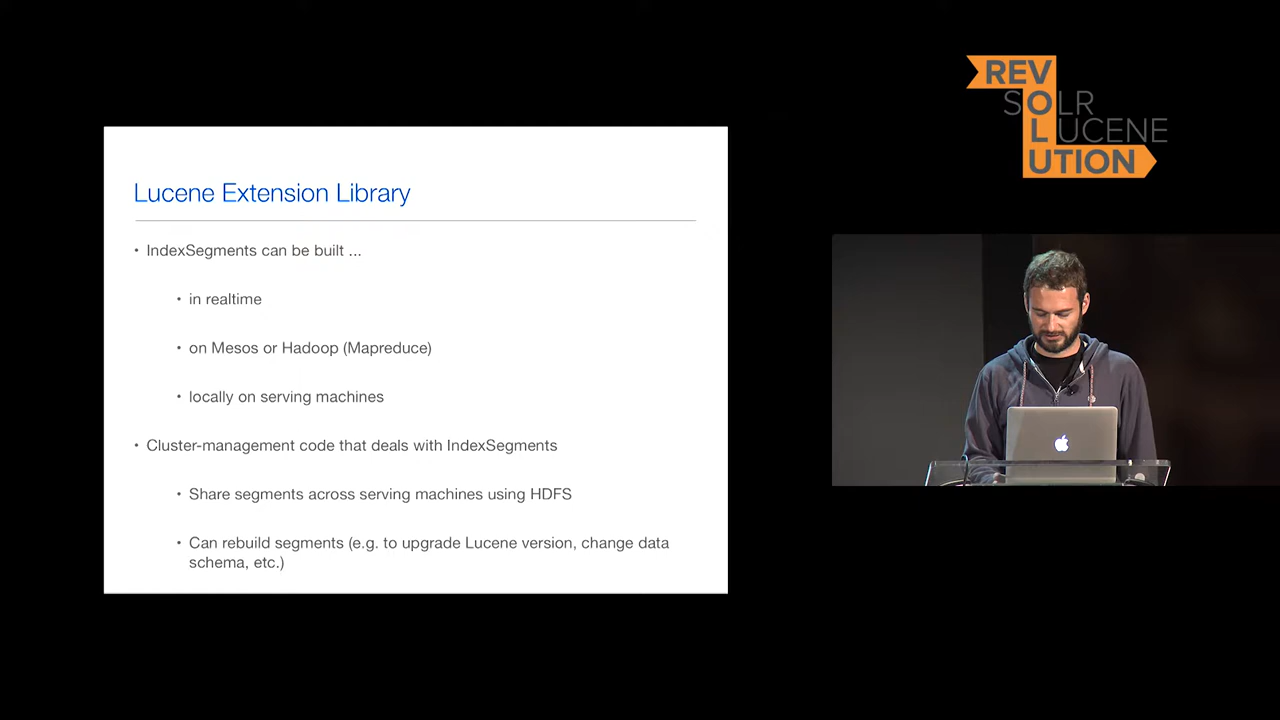 REV
SOLR
LUCENE
UTION
Lucene Extension Library
• IndexSegments can be built ...
• in realtime
• on Mesos or Hadoop (Mapreduce)
• locally on serving machines
• Cluster-management code that deals with IndexSegments
• Share segments across serving machines using HDFS
• Can rebuild segments (e.g. to upgrade Lucene version, change data
schema, etc.)